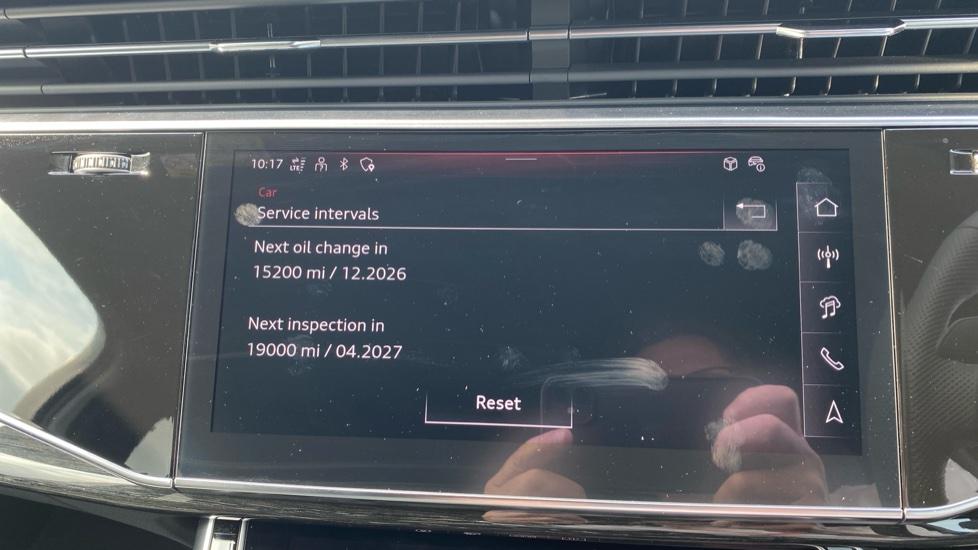 10:17 LTE
Car
Service intervals
Next oil change in
15200 mi / 12.2026
Next inspection in
19000 mi / 04.2027
Reset